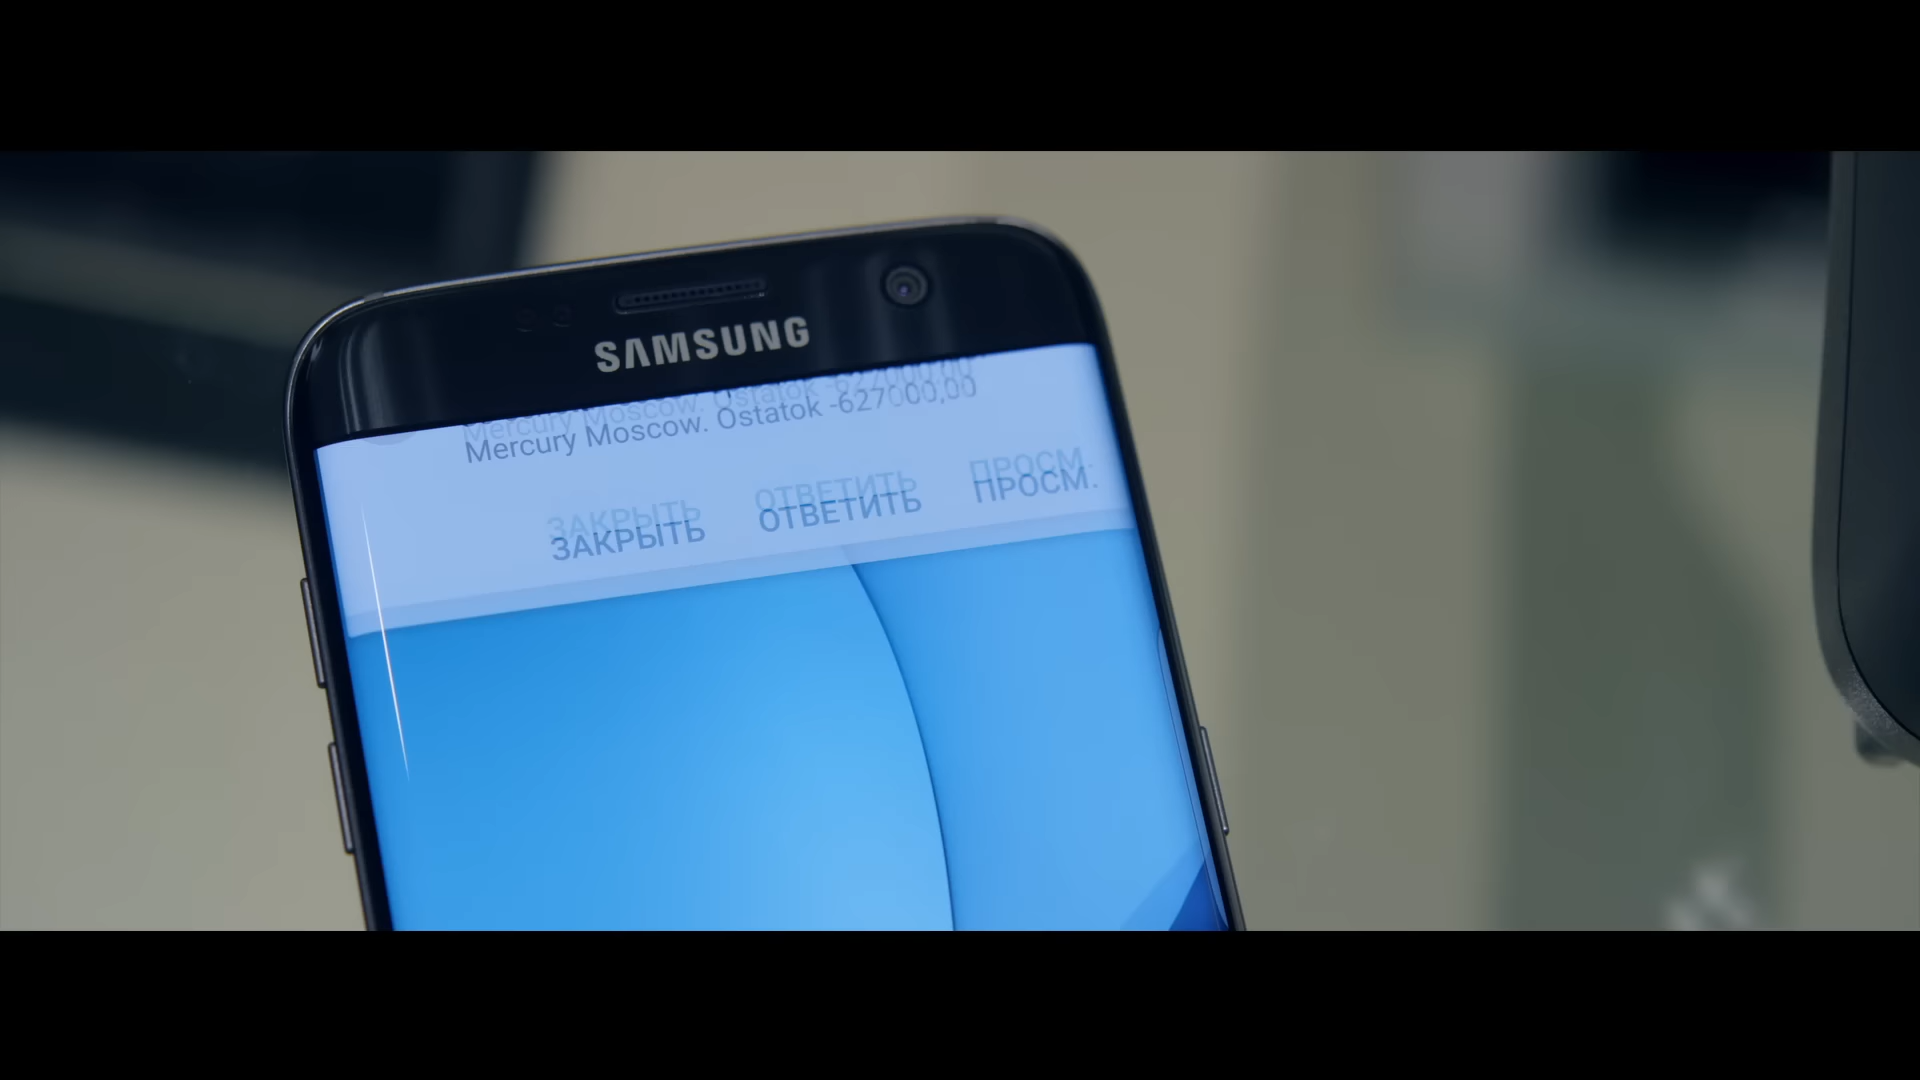 SAMSUNG
Mercury Moscow. Ostatok -627000,00
ЗАКРЫТЬ ОТВЕТИТЬ ПРОСМ.